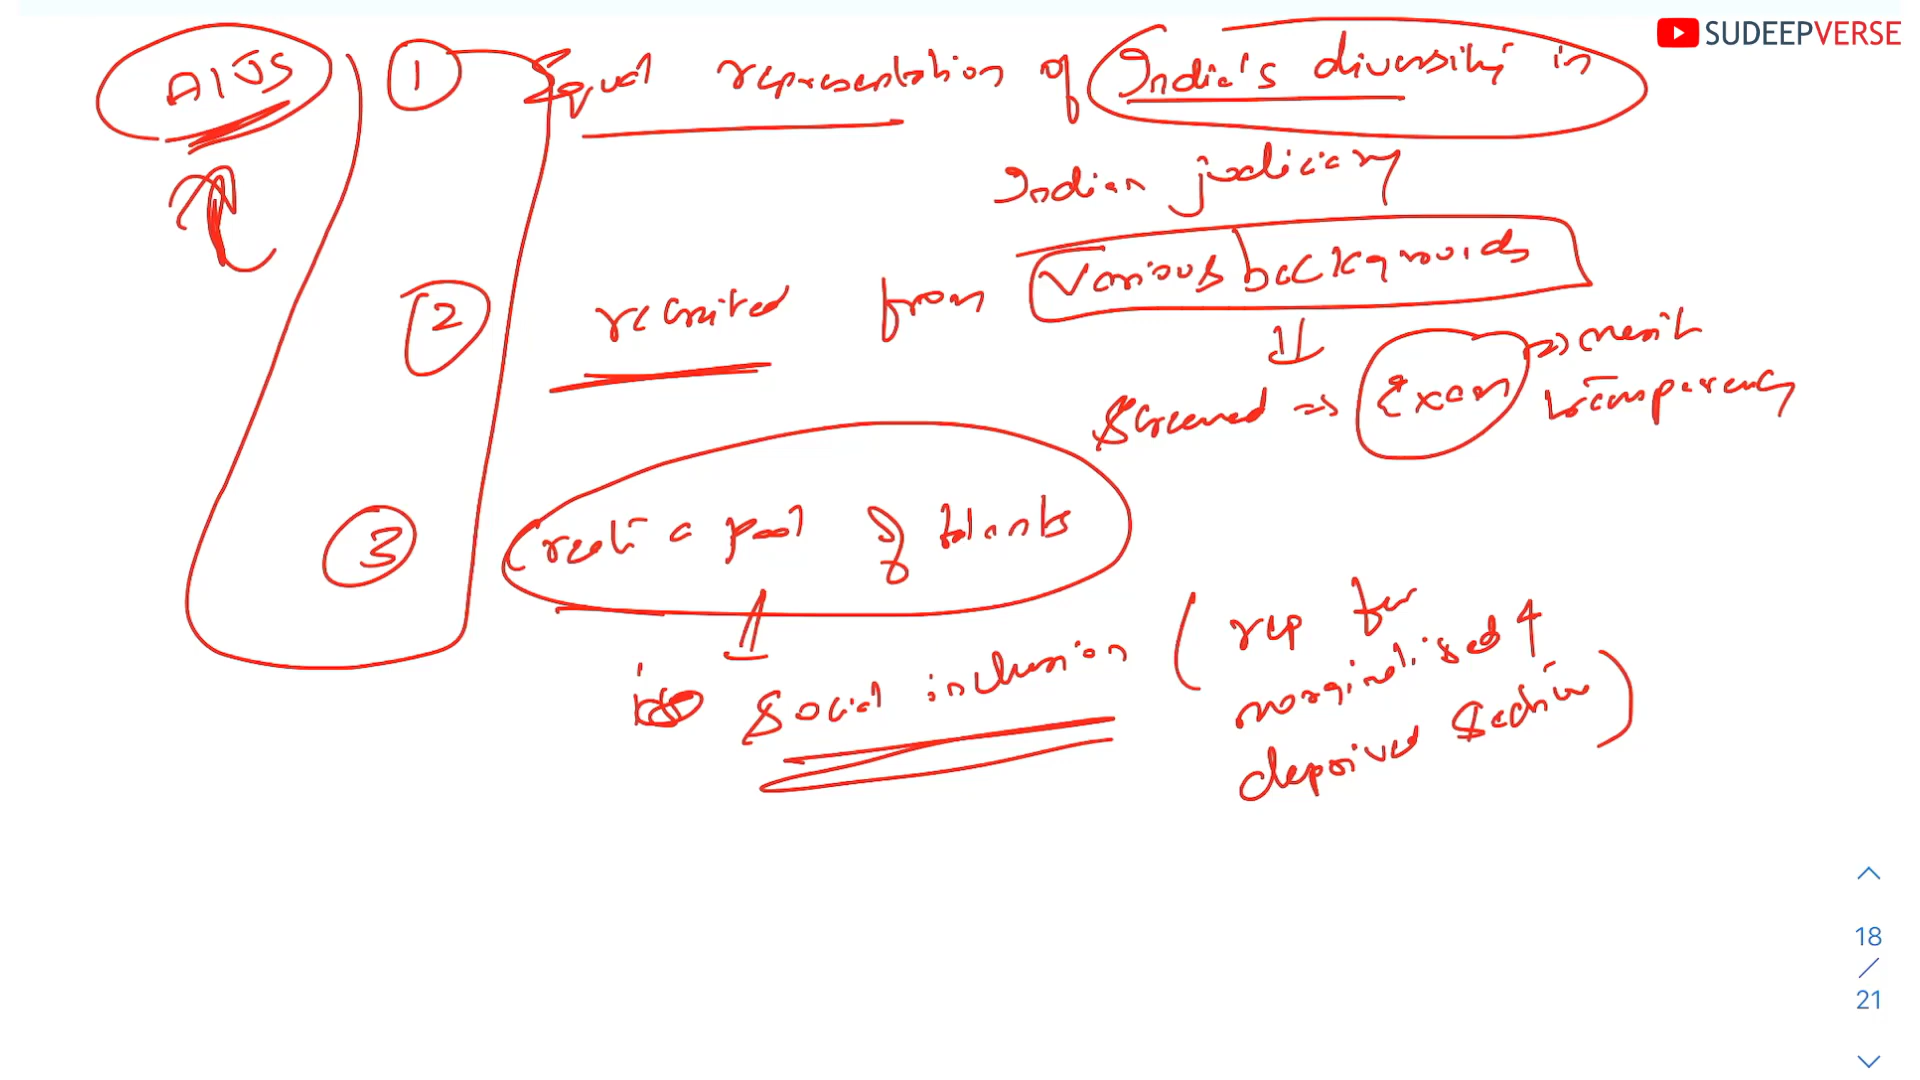 SUDEEPVERSE
AIJS
1 Equal representation of India's diversity in
Indian judiciary
2 recruited from Various backgrounds
Screened => Exam => merit
transparency
3 Create a pool of talents
Social inclusion (rep for
marginalised &
deprived section)
18
/
21